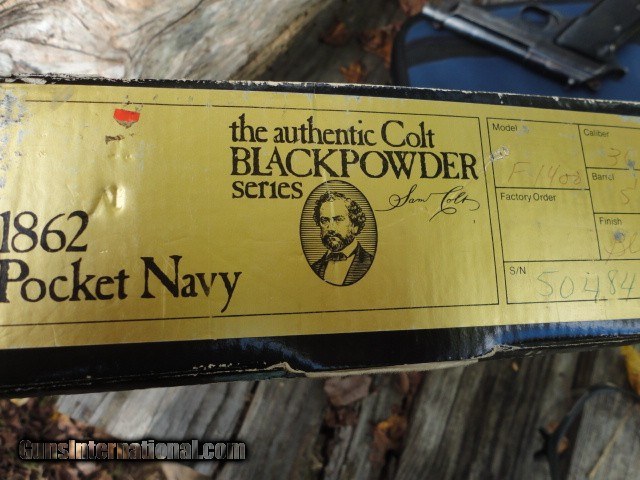 the authentic Colt
BLACKPOWDER
series
Sam Colt
1862
Pocket Navy
Model
Caliber
Barrel
Factory Order
Finish
S/N
50484
GunsInternational.com